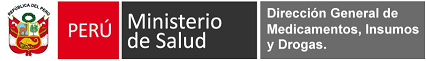 REPÚBLICA DEL PERÚ
PERÚ
Ministerio
de Salud
Dirección General de
Medicamentos, Insumos
y Drogas.